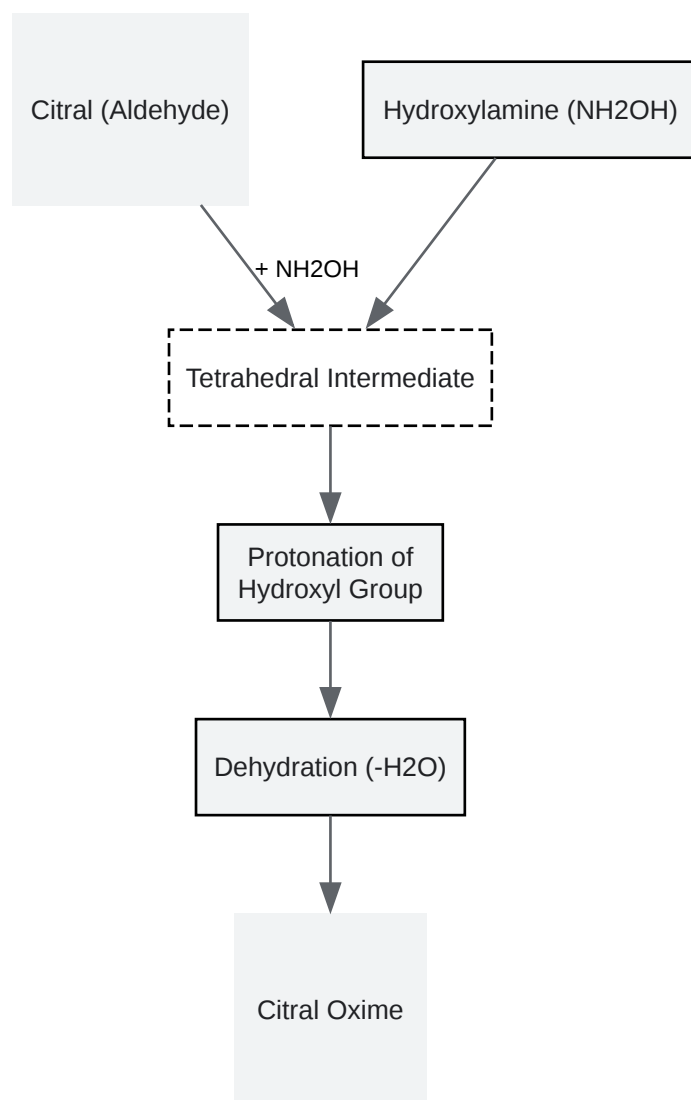 Citral (Aldehyde)
Hydroxylamine (NH2OH)
+ NH2OH
Tetrahedral Intermediate
Protonation of
Hydroxyl Group
Dehydration (-H2O)
Citral Oxime